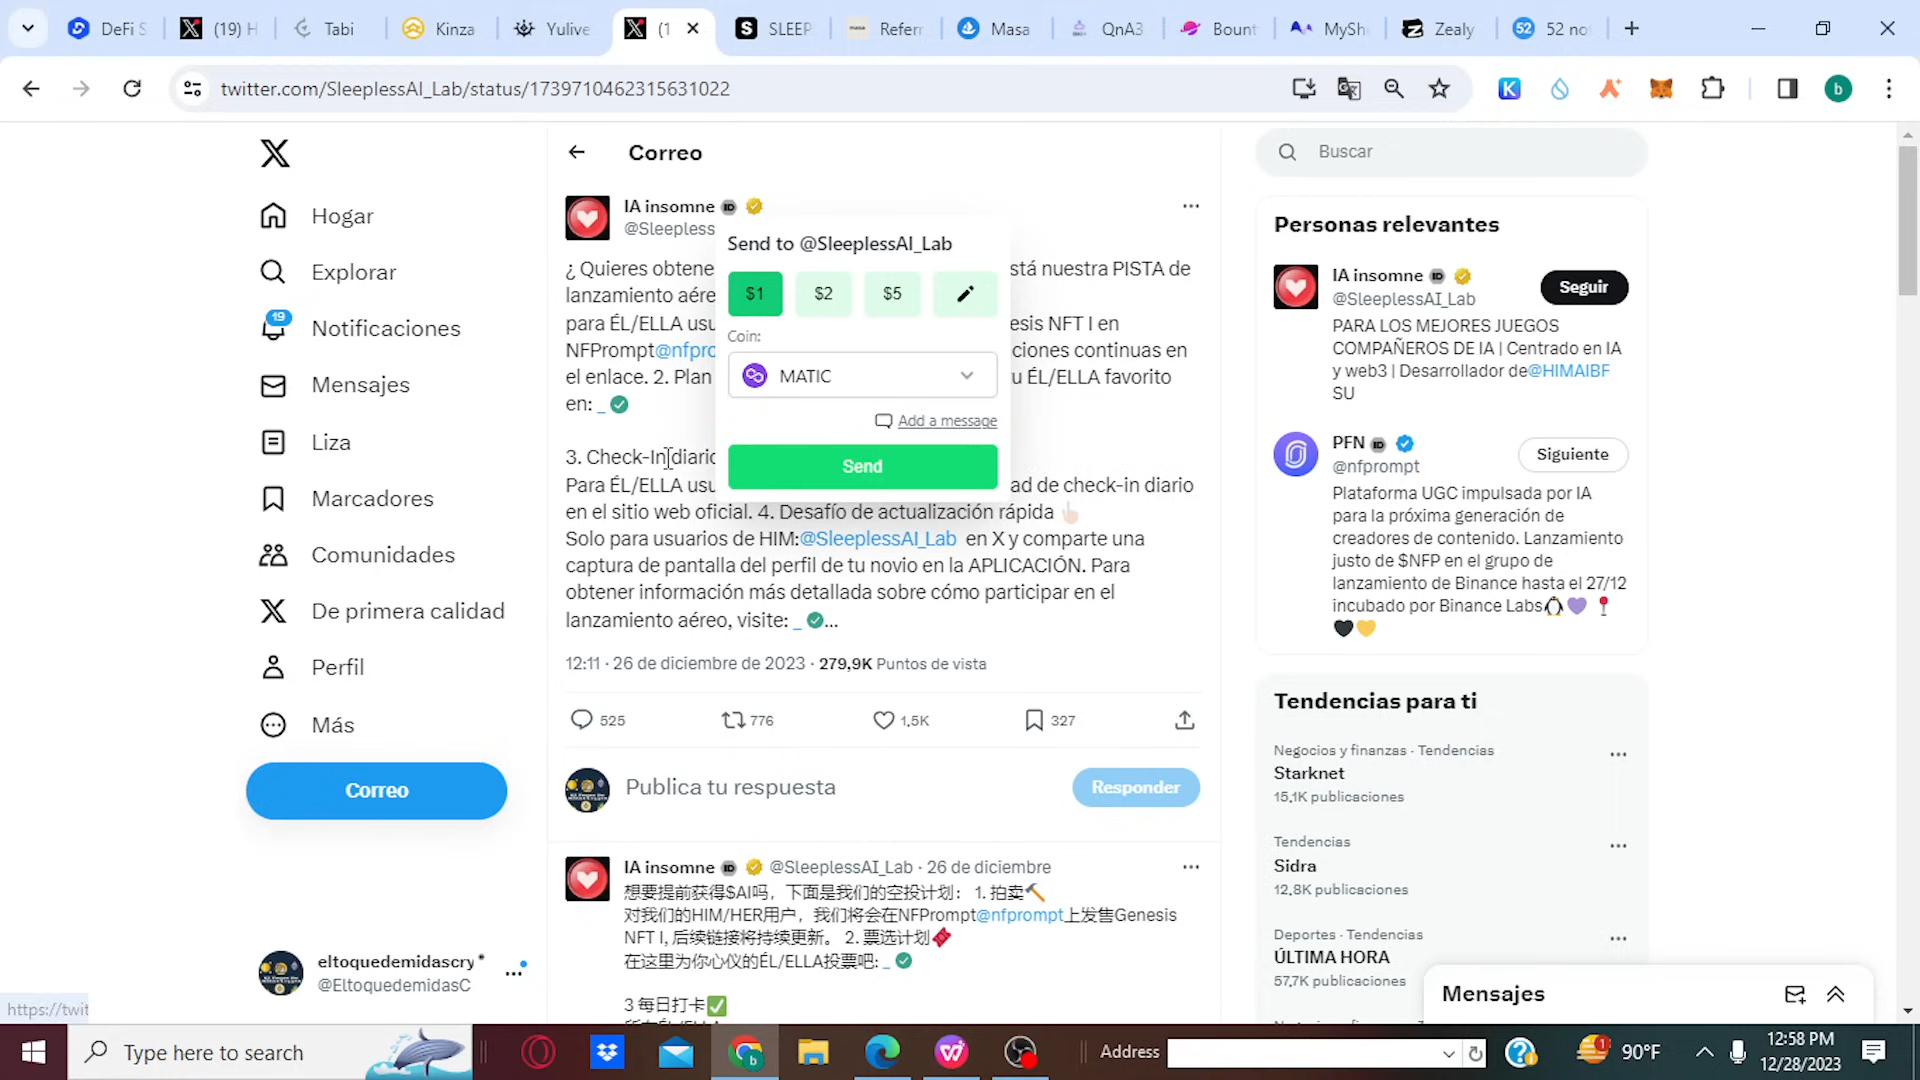 DeFi S
(19) H
Tabi
Kinza
Yulive
(1
SLEEP
Referr
Masa
QnA3
Bount
MySh
Zealy
52 no
twitter.com/SleeplessAI_Lab/status/1739710462315631022
Hogar
Explorar
19
Notificaciones
Mensajes
Liza
Marcadores
Comunidades
De primera calidad
Perfil
Más
Correo
eltoquedemidascry
@EltoquedemidasC
https://twit
Correo
IA insomne
@Sleepless
¿ Quieres obtene
stá nuestra PISTA de
lanzamiento aére
para ÉL/ELLA usu
esis NFT I en
NFPrompt@nfpro
ciones continuas en
el enlace. 2. Plan
u ÉL/ELLA favorito
en: _
3. Check-In diario
Para ÉL/ELLA usu
ad de check-in diario
en el sitio web oficial. 4. Desafío de actualización rápida
Solo para usuarios de HIM:@SleeplessAI_Lab en X y comparte una
captura de pantalla del perfil de tu novio en la APLICACIÓN. Para
obtener información más detallada sobre cómo participar en el
lanzamiento aéreo, visite: _ ...
12:11 · 26 de diciembre de 2023 · 279,9K Puntos de vista
525
776
1,5K
327
Send to @SleeplessAI_Lab
$1
$2
$5
Coin:
MATIC
Add a message
Send
Publica tu respuesta
Responder
IA insomne @SleeplessAI_Lab · 26 de diciembre
想要提前获得$AI吗，下面是我们的空投计划： 1. 拍卖
对我们的HIM/HER用户，我们将会在NFPrompt@nfprompt上发售Genesis
NFT I, 后续链接将持续更新。 2. 票选计划
在这里为你心仪的ÉL/ELLA投票吧: _
3 每日打卡
Buscar
Personas relevantes
IA insomne
@SleeplessAI_Lab
Seguir
PARA LOS MEJORES JUEGOS
COMPAÑEROS DE IA | Centrado en IA
y web3 | Desarrollador de@HIMAIBF
SU
PFN
@nfprompt
Siguiente
Plataforma UGC impulsada por IA
para la próxima generación de
creadores de contenido. Lanzamiento
justo de $NFP en el grupo de
lanzamiento de Binance hasta el 27/12
incubado por Binance Labs
Tendencias para ti
Negocios y finanzas · Tendencias
Starknet
15,1K publicaciones
Tendencias
Sidra
12,8K publicaciones
Deportes · Tendencias
ÚLTIMA HORA
57,7K publicaciones
Mensajes
Type here to search
Address
90°F
12:58 PM
12/28/2023